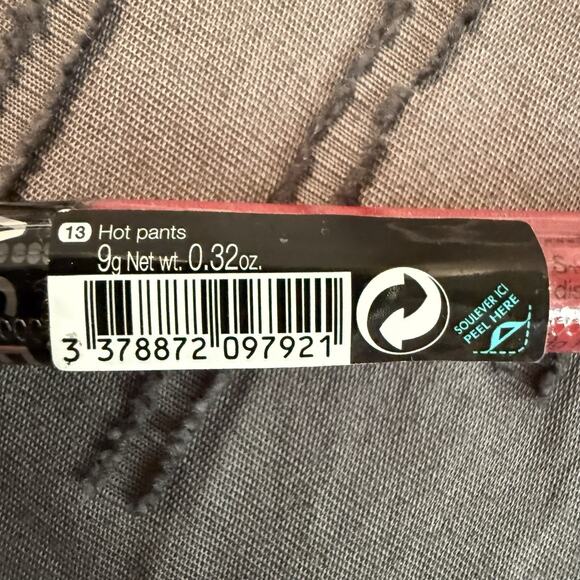 13 Hot pants
9g Net wt. 0.32oz.
3 378872 097921
SOULEVER ICI
PEEL HERE